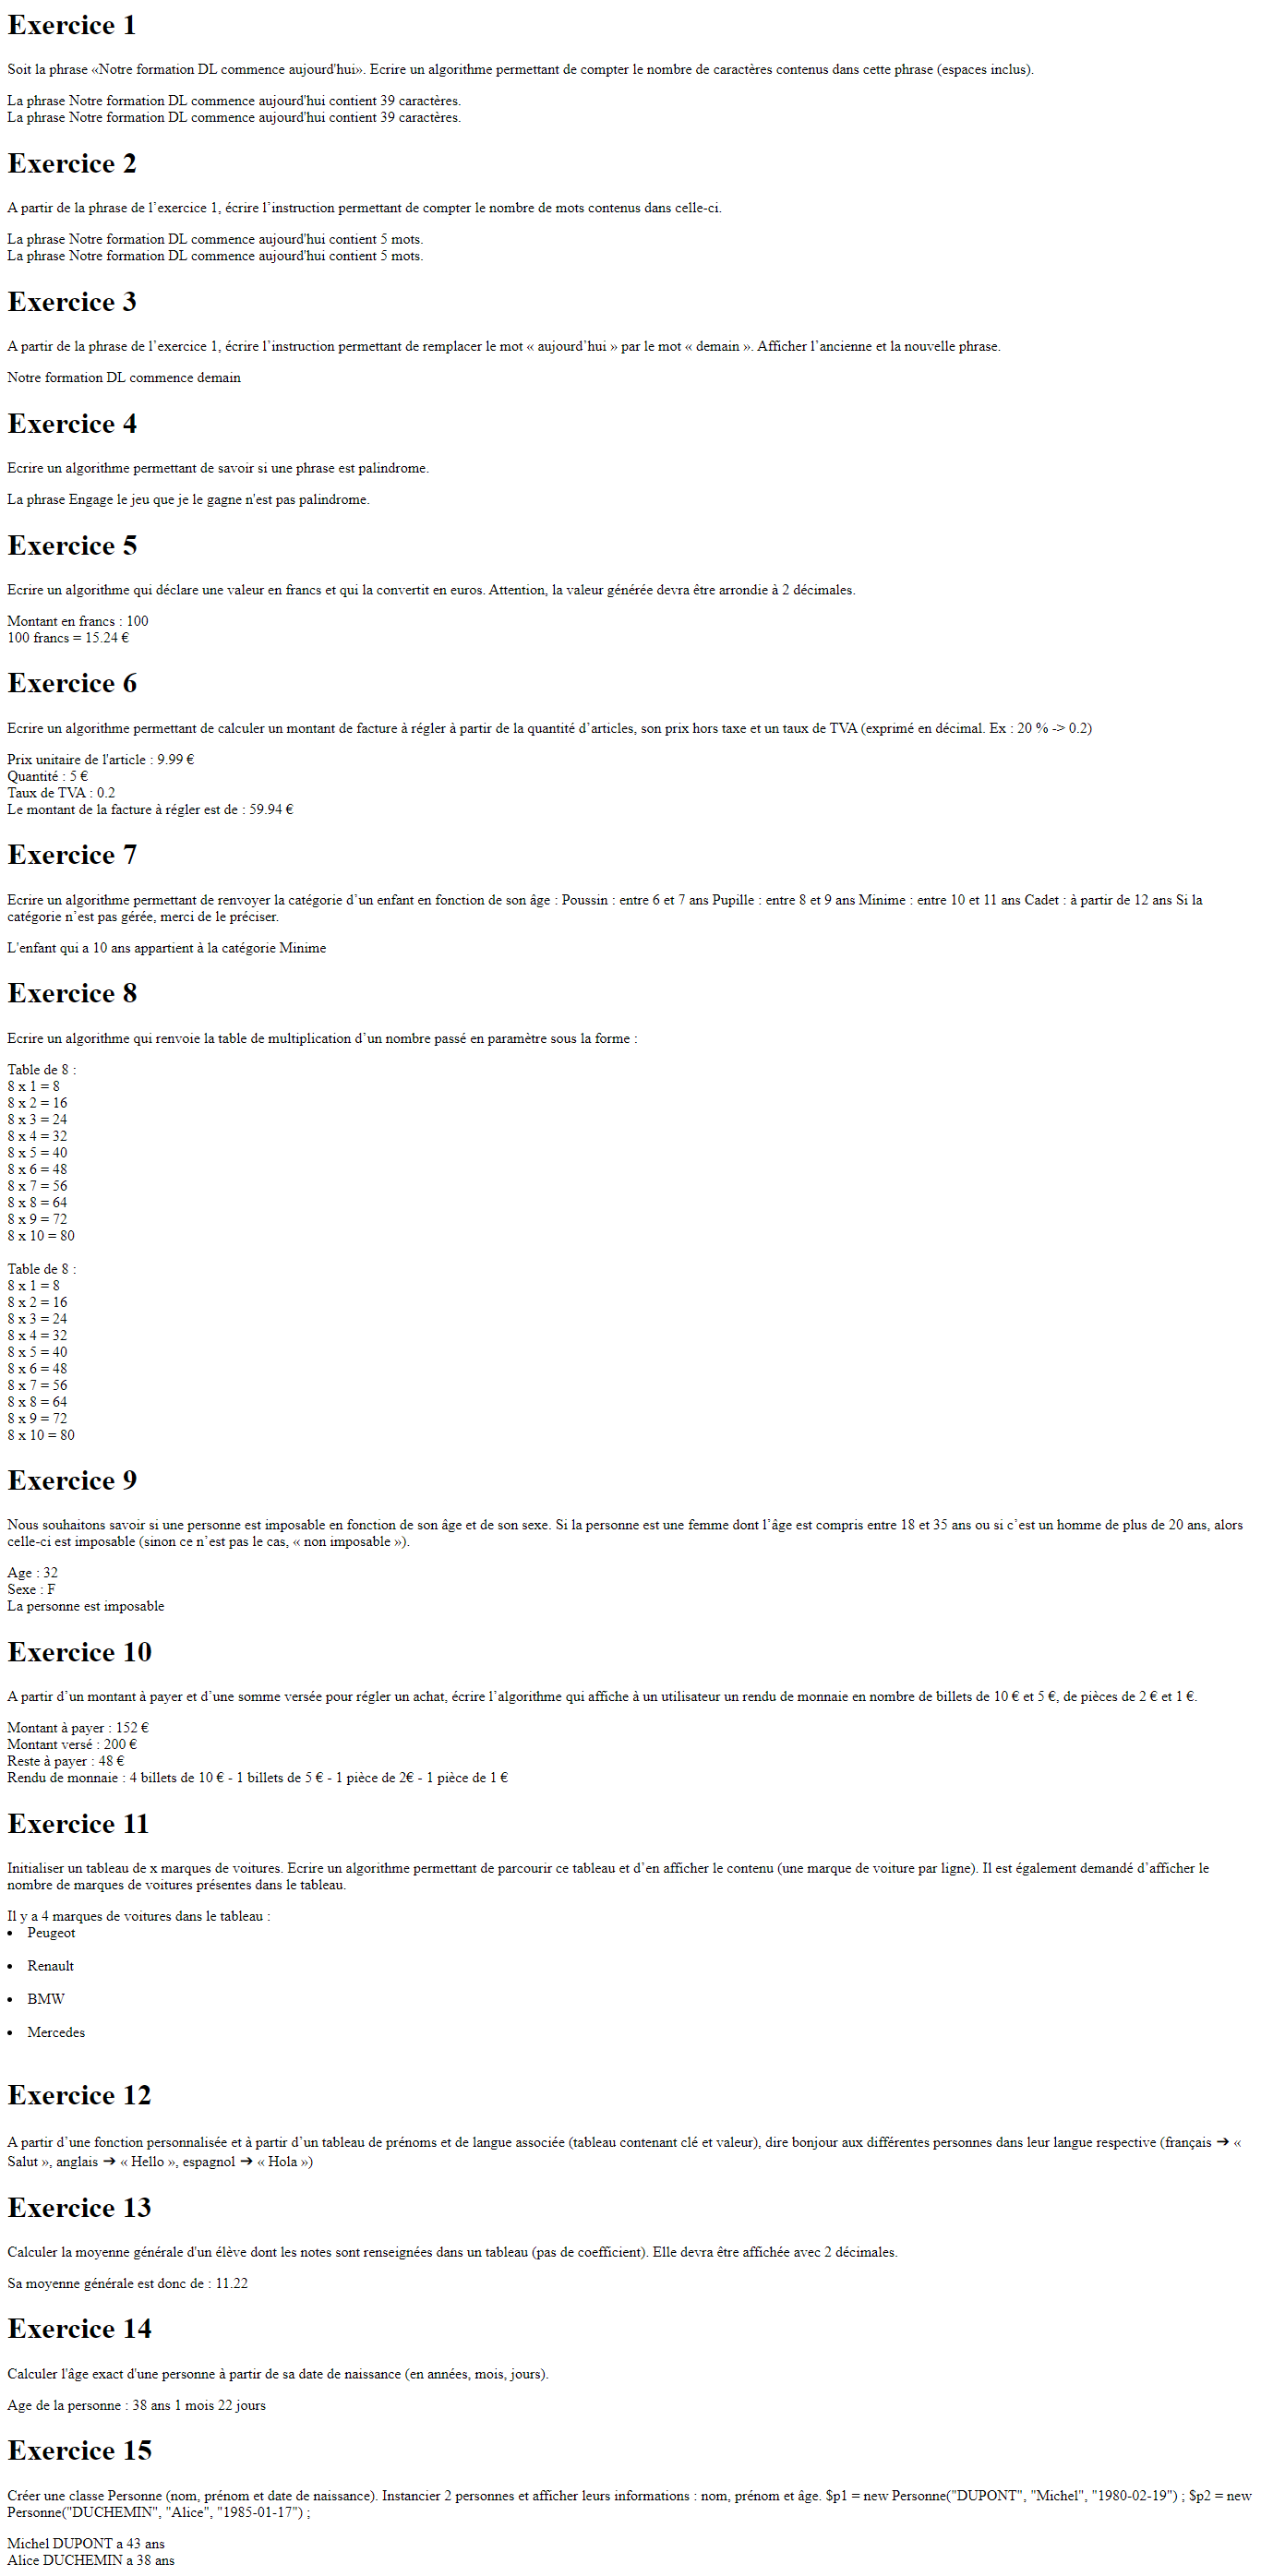 Exercice 1
Soit la phrase «Notre formation DL commence aujourd'hui». Ecrire un algorithme permettant de compter le nombre de caractères contenus dans cette phrase (espaces inclus).
La phrase Notre formation DL commence aujourd'hui contient 39 caractères.
La phrase Notre formation DL commence aujourd'hui contient 39 caractères.
Exercice 2
A partir de la phrase de l’exercice 1, écrire l’instruction permettant de compter le nombre de mots contenus dans celle-ci.
La phrase Notre formation DL commence aujourd'hui contient 5 mots.
La phrase Notre formation DL commence aujourd'hui contient 5 mots.
Exercice 3
A partir de la phrase de l’exercice 1, écrire l’instruction permettant de remplacer le mot « aujourd’hui » par le mot « demain ». Afficher l’ancienne et la nouvelle phrase.
Notre formation DL commence demain
Exercice 4
Ecrire un algorithme permettant de savoir si une phrase est palindrome.
La phrase Engage le jeu que je le gagne n'est pas palindrome.
Exercice 5
Ecrire un algorithme qui déclare une valeur en francs et qui la convertit en euros. Attention, la valeur générée devra être arrondie à 2 décimales.
Montant en francs : 100
100 francs = 15.24 €
Exercice 6
Ecrire un algorithme permettant de calculer un montant de facture à régler à partir de la quantité d’articles, son prix hors taxe et un taux de TVA (exprimé en décimal. Ex : 20 % -> 0.2)
Prix unitaire de l'article : 9.99 €
Quantité : 5 €
Taux de TVA : 0.2
Le montant de la facture à régler est de : 59.94 €
Exercice 7
Ecrire un algorithme permettant de renvoyer la catégorie d’un enfant en fonction de son âge : Poussin : entre 6 et 7 ans Pupille : entre 8 et 9 ans Minime : entre 10 et 11 ans Cadet : à partir de 12 ans Si la
catégorie n’est pas gérée, merci de le préciser.
L'enfant qui a 10 ans appartient à la catégorie Minime
Exercice 8
Ecrire un algorithme qui renvoie la table de multiplication d’un nombre passé en paramètre sous la forme :
Table de 8 :
8 x 1 = 8
8 x 2 = 16
8 x 3 = 24
8 x 4 = 32
8 x 5 = 40
8 x 6 = 48
8 x 7 = 56
8 x 8 = 64
8 x 9 = 72
8 x 10 = 80
Table de 8 :
8 x 1 = 8
8 x 2 = 16
8 x 3 = 24
8 x 4 = 32
8 x 5 = 40
8 x 6 = 48
8 x 7 = 56
8 x 8 = 64
8 x 9 = 72
8 x 10 = 80
Exercice 9
Nous souhaitons savoir si une personne est imposable en fonction de son âge et de son sexe. Si la personne est une femme dont l’âge est compris entre 18 et 35 ans ou si c’est un homme de plus de 20 ans, alors
celle-ci est imposable (sinon ce n’est pas le cas, « non imposable »).
Age : 32
Sexe : F
La personne est imposable
Exercice 10
A partir d’un montant à payer et d’une somme versée pour régler un achat, écrire l’algorithme qui affiche à un utilisateur un rendu de monnaie en nombre de billets de 10 € et 5 €, de pièces de 2 € et 1 €.
Montant à payer : 152 €
Montant versé : 200 €
Reste à payer : 48 €
Rendu de monnaie : 4 billets de 10 € - 1 billets de 5 € - 1 pièce de 2€ - 1 pièce de 1 €
Exercice 11
Initialiser un tableau de x marques de voitures. Ecrire un algorithme permettant de parcourir ce tableau et d’en afficher le contenu (une marque de voiture par ligne). Il est également demandé d’afficher le
nombre de marques de voitures présentes dans le tableau.
Il y a 4 marques de voitures dans le tableau :
• Peugeot
• Renault
• BMW
• Mercedes
Exercice 12
A partir d’une fonction personnalisée et à partir d’un tableau de prénoms et de langue associée (tableau contenant clé et valeur), dire bonjour aux différentes personnes dans leur langue respective (français ➔ «
Salut », anglais ➔ « Hello », espagnol ➔ « Hola »)
Exercice 13
Calculer la moyenne générale d'un élève dont les notes sont renseignées dans un tableau (pas de coefficient). Elle devra être affichée avec 2 décimales.
Sa moyenne générale est donc de : 11.22
Exercice 14
Calculer l'âge exact d'une personne à partir de sa date de naissance (en années, mois, jours).
Age de la personne : 38 ans 1 mois 22 jours
Exercice 15
Créer une classe Personne (nom, prénom et date de naissance). Instancier 2 personnes et afficher leurs informations : nom, prénom et âge. $p1 = new Personne("DUPONT", "Michel", "1980-02-19") ; $p2 = new
Personne("DUCHEMIN", "Alice", "1985-01-17") ;
Michel DUPONT a 43 ans
Alice DUCHEMIN a 38 ans